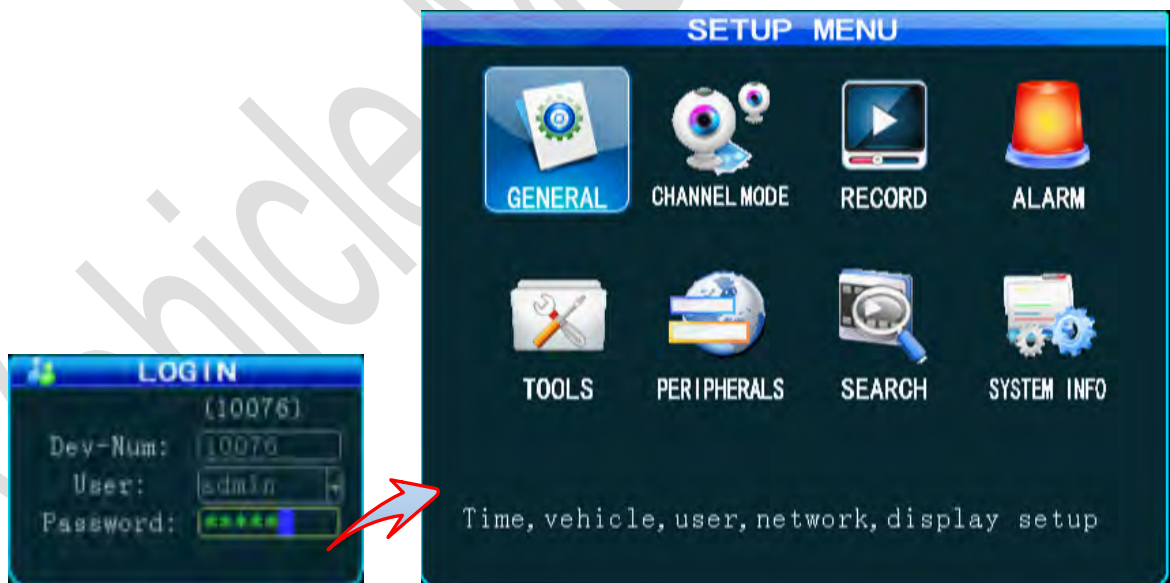 SETUP MENU
GENERAL CHANNEL MODE RECORD ALARM
TOOLS PERIPHERALS SEARCH SYSTEM INFO
Time, vehicle, user, network, display setup
LOGIN
(10076)
Dev-Num: 10076
User: admin
Password: *****